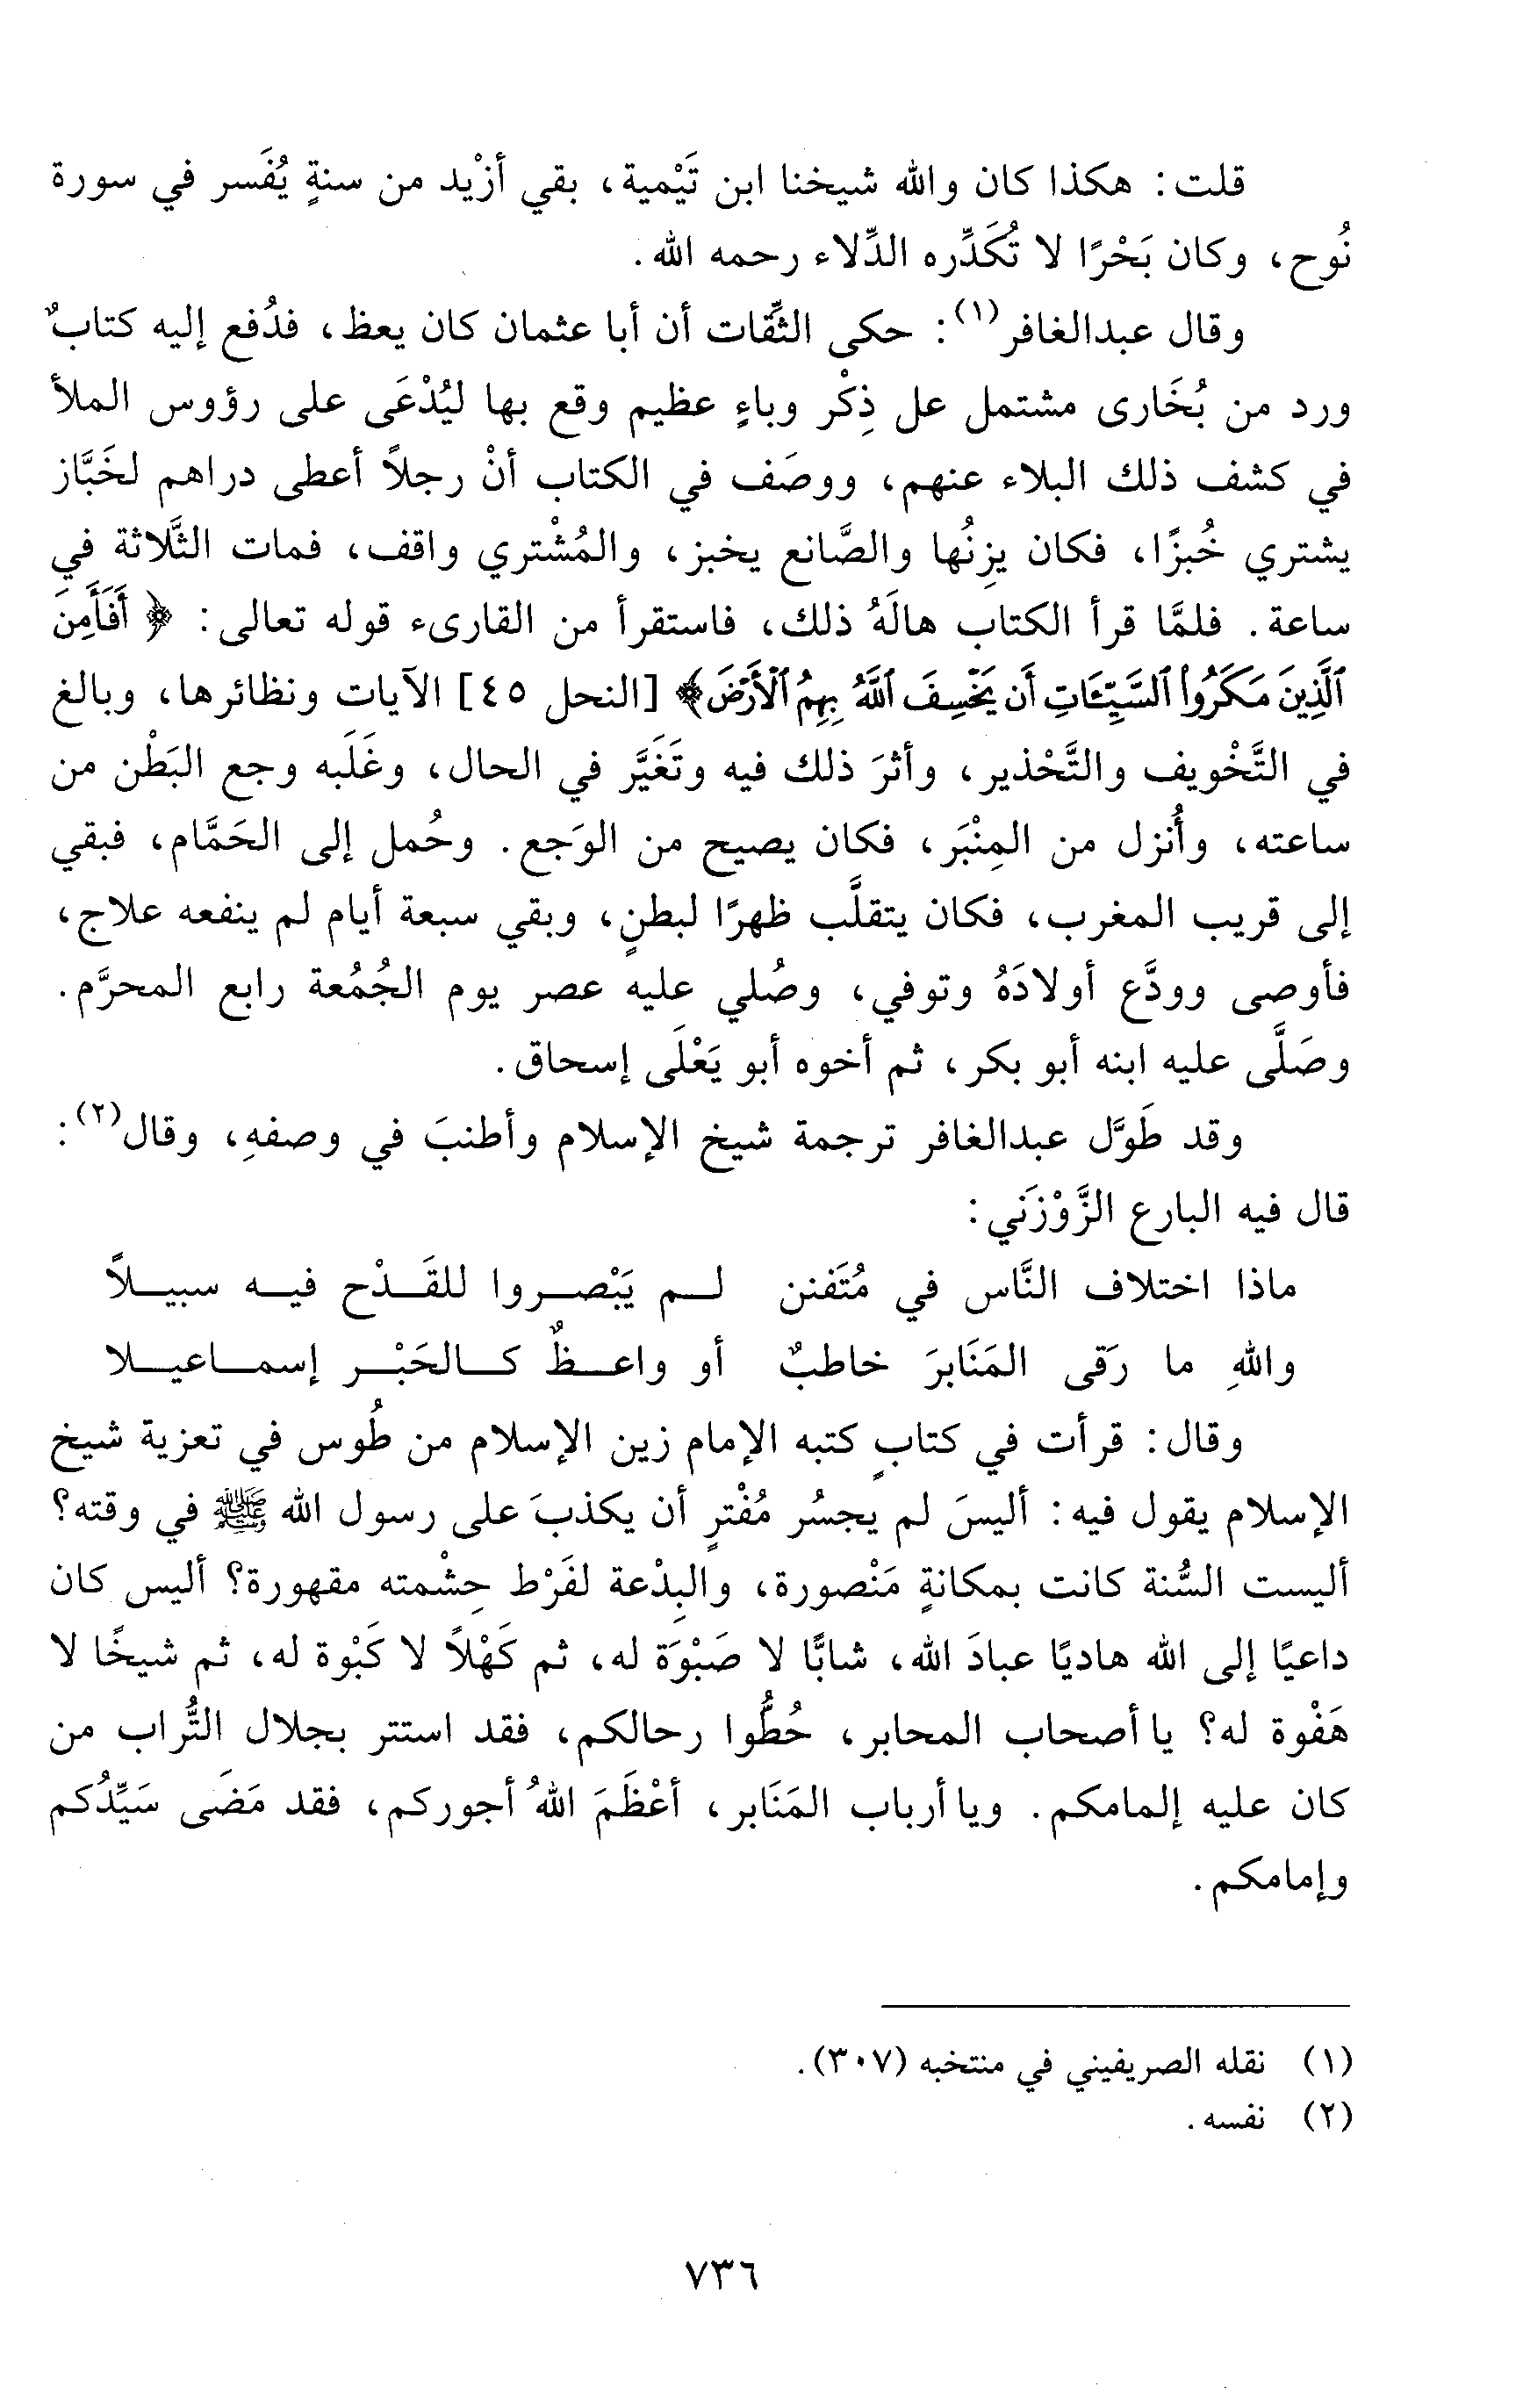 قلت: هكذا كان والله شيخنا ابن تَيْمية، بقي أزْيد من سنةٍ يُفَسر في سورة
نُوح، وكان بَحْرًا لا تُكَدِّره الدِّلاء رحمه الله.
وقال عبدالغافر(١): حكى الثِّقات أن أبا عثمان كان يعظ، فدُفع إليه كتابٌ
ورد من بُخَارى مشتمل عل ذِكْر وباءٍ عظيم وقع بها ليُدْعَى على رؤوس الملأ
في كشف ذلك البلاء عنهم، ووصَف في الكتاب أنْ رجلاً أعطى دراهم لخَبَّاز
يشتري خُبزًا، فكان يزِنُها والصَّانع يخبز، والمُشْتري واقف، فمات الثَّلاثة في
ساعة. فلمَّا قرأ الكتاب هالَهُ ذلك، فاستقرأ من القارىء قوله تعالى: ﴿ أَفَأَمِنَ
ٱلَّذِينَ مَكَرُوا۟ ٱلسَّيِّـَٔاتِ أَن يَخْسِفَ ٱللَّهُ بِهِمُ ٱلْأَرْضَ﴾ [النحل ٤٥] الآيات ونظائرها، وبالغ
في التَّخْويف والتَّحْذير، وأثرَ ذلك فيه وتَغَيَّر في الحال، وغَلَبه وجع البَطْن من
ساعته، وأُنزل من المِنْبَر، فكان يصيح من الوَجع. وحُمل إلى الحَمَّام، فبقي
إلى قريب المغرب، فكان يتقلَّب ظهرًا لبطنٍ، وبقي سبعة أيام لم ينفعه علاج،
فأوصى وودَّع أولادَهُ وتوفي، وصُلي عليه عصر يوم الجُمُعة رابع المحرَّم.
وصَلَّى عليه ابنه أبو بكر، ثم أخوه أبو يَعْلَى إسحاق.
وقد طَوَّل عبدالغافر ترجمة شيخ الإسلام وأطنبَ في وصفهِ، وقال(٢):
قال فيه البارع الزَّوْزَني:
ماذا اختلاف النَّاس في مُتَفنن لم يَبْصروا للقَدْح فيه سبيلاً
واللهِ ما رَقى المَنَابرَ خاطبٌ أو واعظٌ كالحَبْر إسماعيلا
وقال: قرأت في كتابٍ كتبه الإمام زين الإسلام من طُوس في تعزية شيخ
الإسلام يقول فيه: أليسَ لم يجسُر مُفْترٍ أن يكذبَ على رسول الله ﷺ في وقته؟
أليست السُّنة كانت بمكانةٍ مَنْصورة، والبِدْعة لفَرْط حِشْمته مقهورة؟ أليس كان
داعيًا إلى الله هاديًا عبادَ الله، شابًّا لا صَبْوَة له، ثم كَهْلاً لا كَبْوة له، ثم شيخًا لا
هَفْوة له؟ يا أصحاب المحابر، حُطُّوا رحالكم، فقد استتر بجلال التُّراب من
كان عليه إلمامكم. ويا أرباب المَنَابر، أعْظَمَ اللهُ أجوركم، فقد مَضَى سَيِّدُكم
وإمامكم.
(١) نقله الصريفيني في منتخبه (٣٠٧).
(٢) نفسه.
٧٣٦